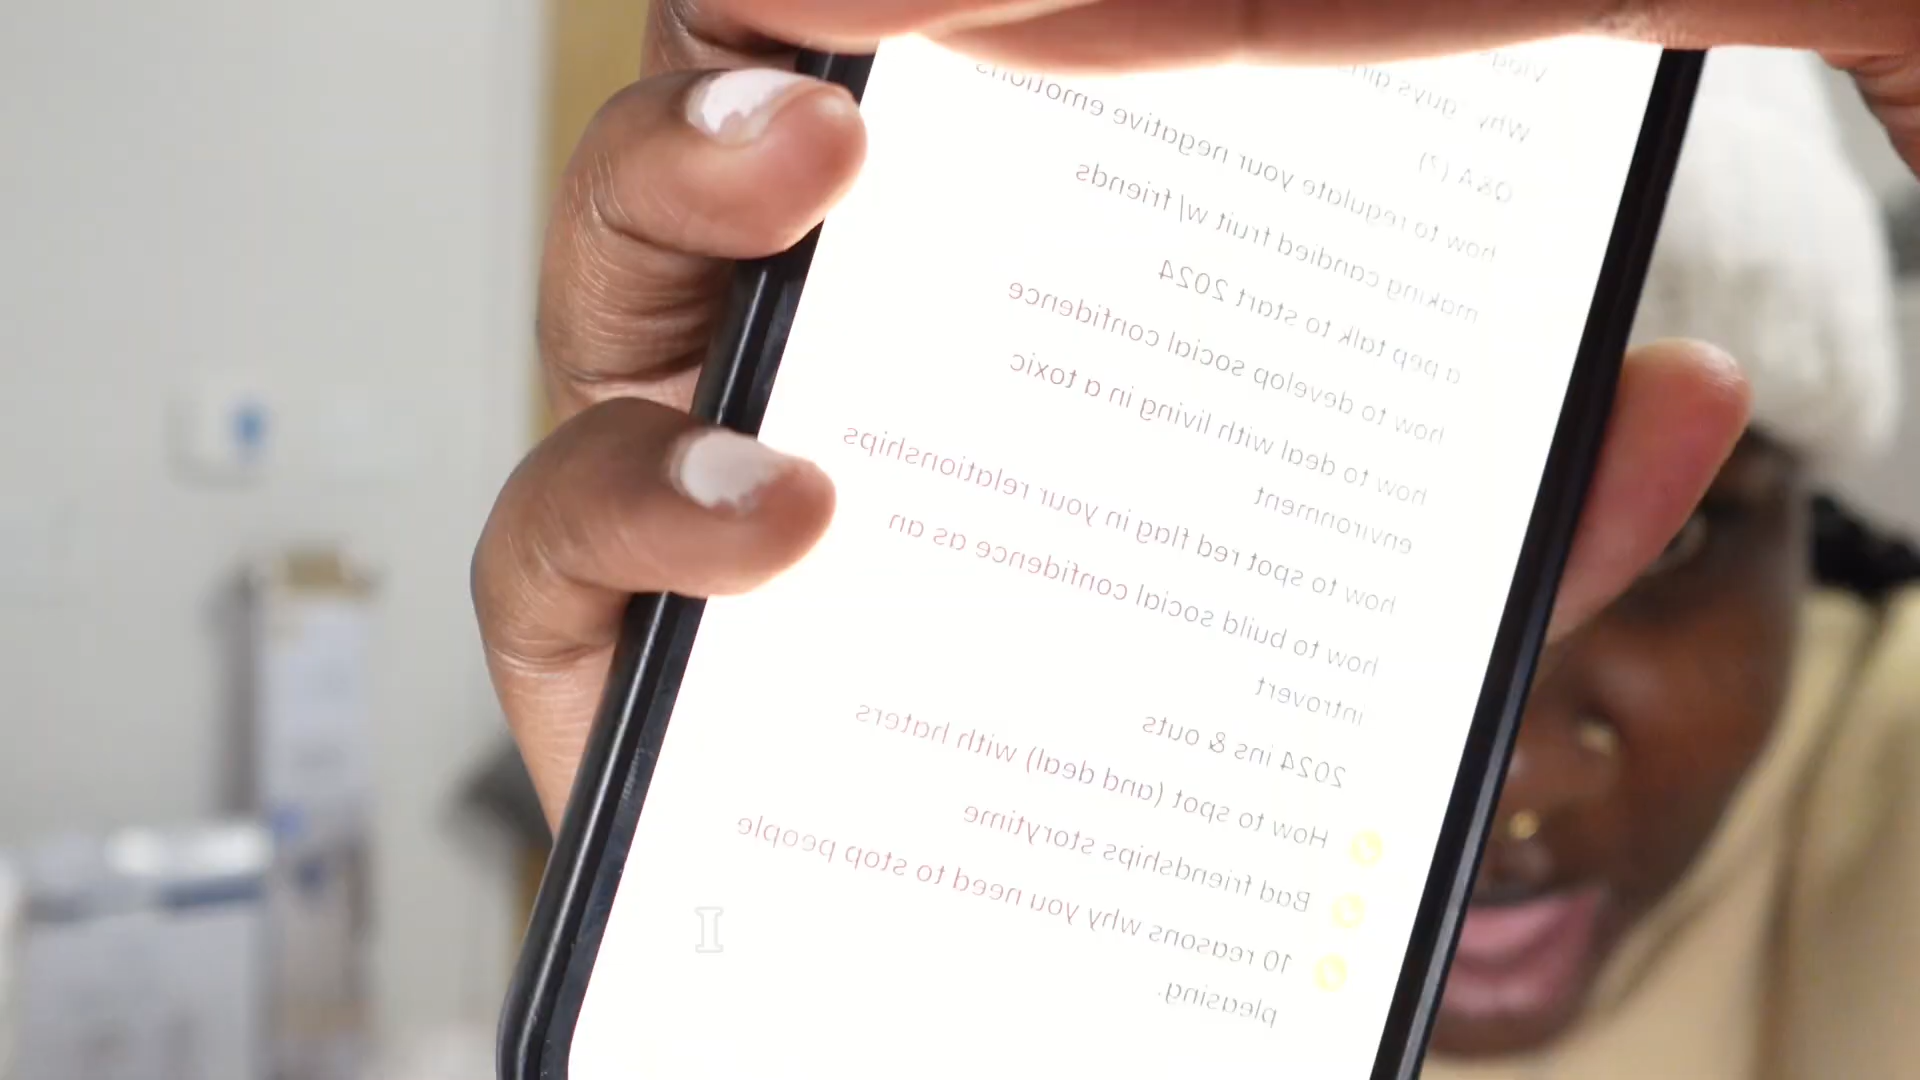 Why "guys girls
Q&A (?)
how to regulate your negative emotions
making candied fruit w/ friends
a pep talk to start 2024
how to develop social confidence
how to deal with living in a toxic
environment
how to spot red flag in your relationships
how to build social confidence as an
introvert
2024 ins & outs
How to spot (and deal) with haters
Bad friendships storytime
10 reasons why you need to stop people
pleasing.